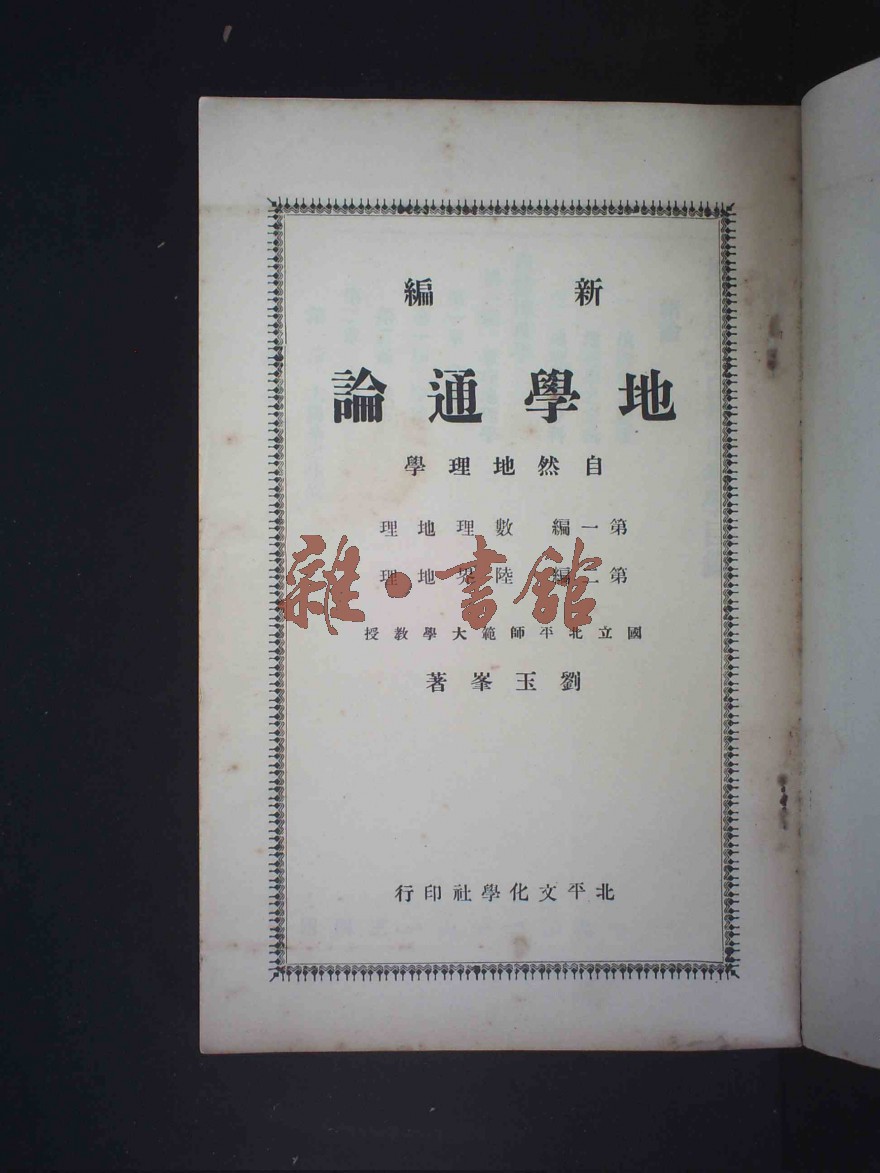 新編
地學通論
自然地理學
第一編 數理地理
第二編 陸界地理
國立北平師範大學教授
劉玉峯著
北平文化學社印行
雜·書館